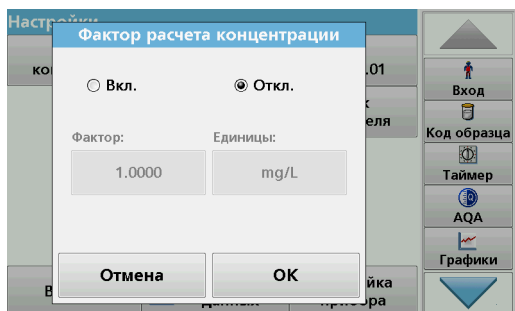 Настройки
Фактор расчета концентрации
.01
Вкл.
Откл.
Фактор:
Единицы:
1.0000
mg/L
Отмена
OK
Вход
Код образца
Таймер
AQA
Графики